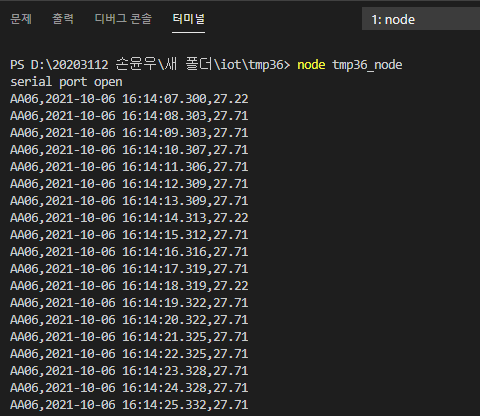 문제 출력 디버그 콘솔 터미널 1: node
PS D:\20203112 손윤우\새 폴더\iot\tmp36> node tmp36_node
serial port open
AA06,2021-10-06 16:14:07.300,27.22
AA06,2021-10-06 16:14:08.303,27.71
AA06,2021-10-06 16:14:09.303,27.71
AA06,2021-10-06 16:14:10.307,27.71
AA06,2021-10-06 16:14:11.306,27.71
AA06,2021-10-06 16:14:12.309,27.71
AA06,2021-10-06 16:14:13.309,27.71
AA06,2021-10-06 16:14:14.313,27.22
AA06,2021-10-06 16:14:15.312,27.71
AA06,2021-10-06 16:14:16.316,27.71
AA06,2021-10-06 16:14:17.319,27.71
AA06,2021-10-06 16:14:18.319,27.22
AA06,2021-10-06 16:14:19.322,27.71
AA06,2021-10-06 16:14:20.322,27.71
AA06,2021-10-06 16:14:21.325,27.71
AA06,2021-10-06 16:14:22.325,27.71
AA06,2021-10-06 16:14:23.328,27.71
AA06,2021-10-06 16:14:24.328,27.71
AA06,2021-10-06 16:14:25.332,27.71